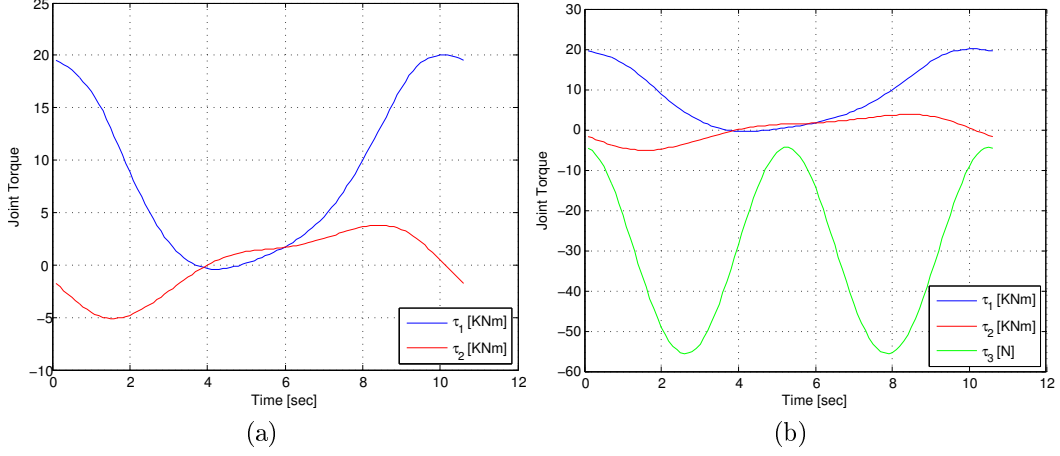 25
20
15
10
5
0
−5
−10
0 2 4 6 8 10 12
Joint Torque
Time [sec]
τ1 [KNm]
τ2 [KNm]
(a)
30
20
10
0
−10
−20
−30
−40
−50
−60
0 2 4 6 8 10 12
Joint Torque
Time [sec]
τ1 [KNm]
τ2 [KNm]
τ3 [N]
(b)